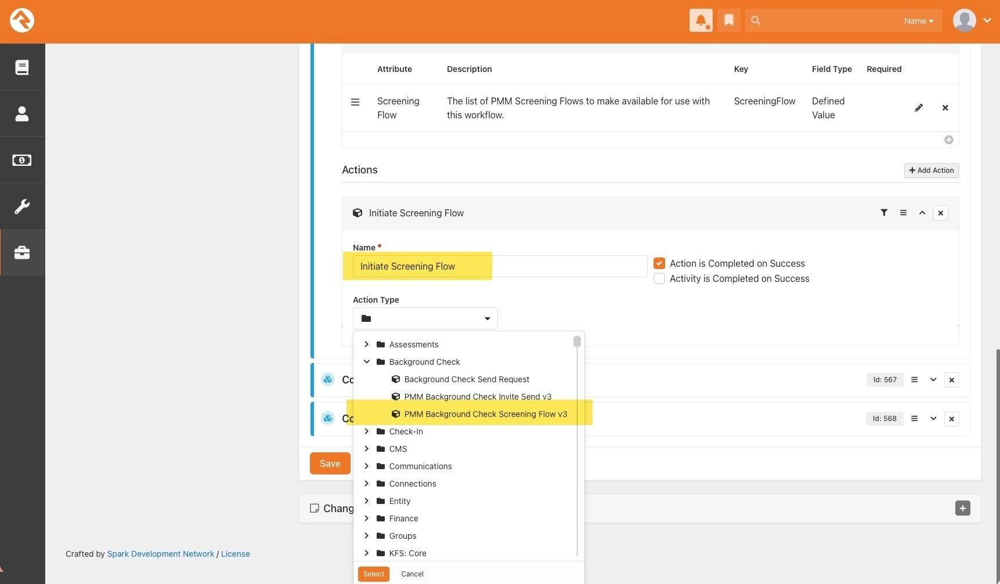 Name
Attribute Description Key Field Type Required
Screening Flow
The list of PMM Screening Flows to make available for use with this workflow.
ScreeningFlow
Defined Value
Actions
Add Action
Initiate Screening Flow
Name
Initiate Screening Flow
Action is Completed on Success
Activity is Completed on Success
Action Type
Assessments
Background Check
Background Check Send Request
PMM Background Check Invite Send v3
PMM Background Check Screening Flow v3
Check-In
CMS
Communications
Connections
Entity
Finance
Groups
KFS: Core
Select Cancel
Co
Id: 567
Co
Id: 568
Save
Chang
Crafted by Spark Development Network / License